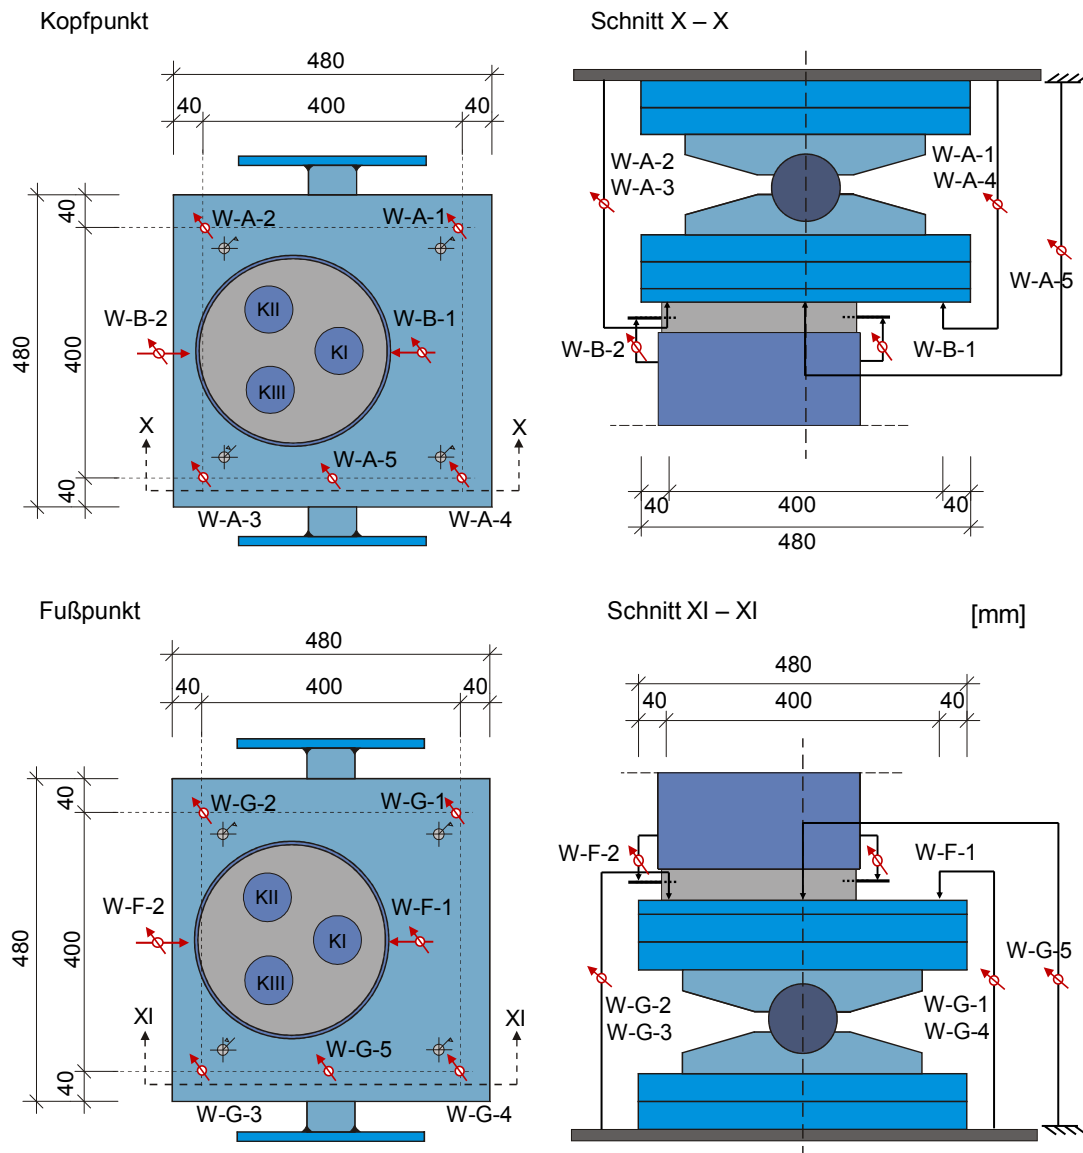 Kopfpunkt
Schnitt X – X
480
40
400
40
480
400
40
40
W-A-2
W-A-1
W-B-2
W-B-1
KII
KI
KIII
X
X
W-A-5
W-A-3
W-A-4
W-A-2
W-A-3
W-A-1
W-A-4
W-A-5
W-B-2
W-B-1
40
400
40
480
Fußpunkt
Schnitt XI – XI
[mm]
480
40
400
40
480
400
40
40
W-G-2
W-G-1
W-F-2
W-F-1
KII
KI
KIII
XI
XI
W-G-5
W-G-3
W-G-4
480
40
400
40
W-F-2
W-F-1
W-G-5
W-G-2
W-G-3
W-G-1
W-G-4